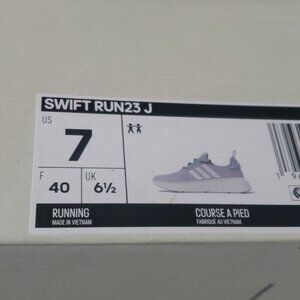 SWIFT RUN23 J
US
7
F
UK
40
6½
RUNNING
COURSE A PIED
MADE IN VIETNAM
FABRIQUÉ AU VIETNAM